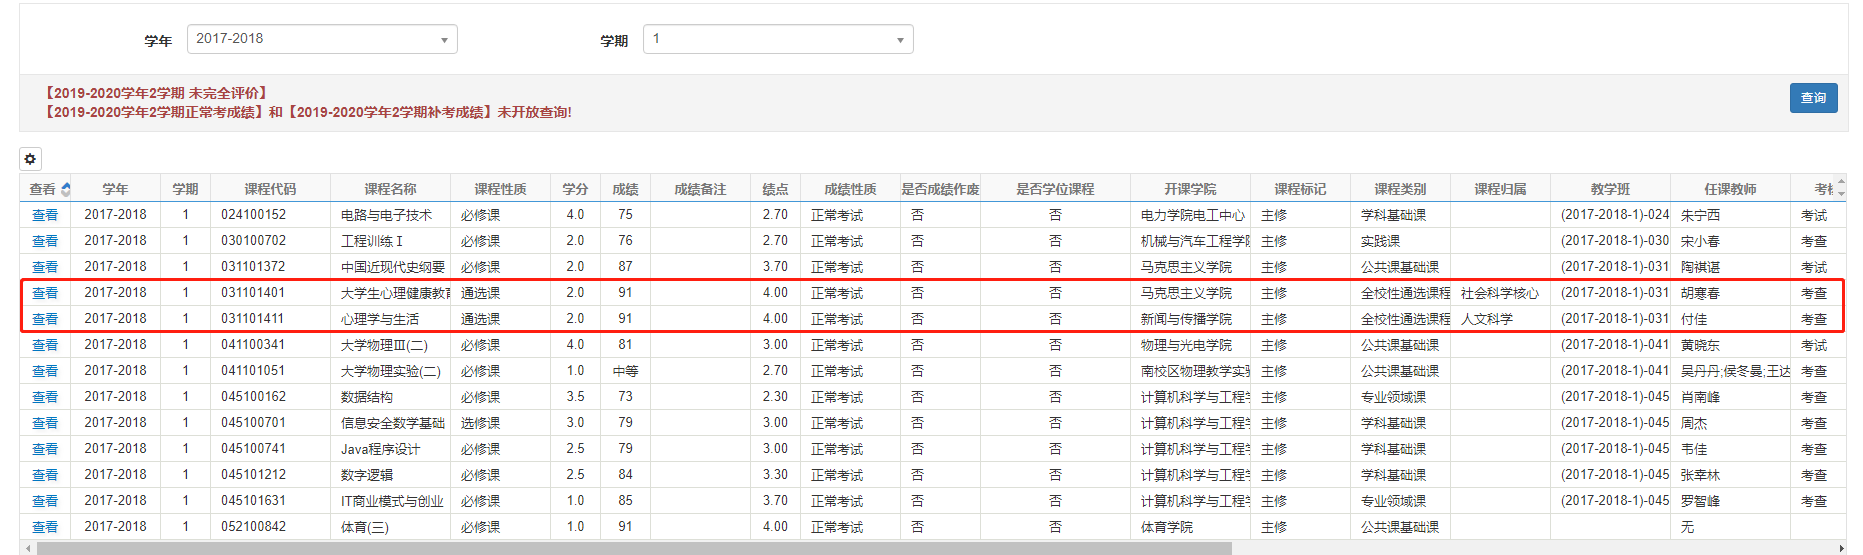 学年 2017-2018 学期 1
【2019-2020学年2学期 未完全评价】
【2019-2020学年2学期正常考成绩】和【2019-2020学年2学期补考成绩】未开放查询!
查询
查看 学年 学期 课程代码 课程名称 课程性质 学分 成绩 成绩备注 绩点 成绩性质 是否成绩作废 是否学位课程 开课学院 课程标记 课程类别 课程归属 教学班 任课教师 考核
查看 2017-2018 1 024100152 电路与电子技术 必修课 4.0 75 2.70 正常考试 否 否 电力学院电工中心 主修 学科基础课 (2017-2018-1)-024 朱宁西 考试
查看 2017-2018 1 030100702 工程训练Ⅰ 必修课 2.0 76 2.70 正常考试 否 否 机械与汽车工程学院 主修 实践课 (2017-2018-1)-030 宋小春 考查
查看 2017-2018 1 031101372 中国近现代史纲要 必修课 2.0 87 3.70 正常考试 否 否 马克思主义学院 主修 公共课基础课 (2017-2018-1)-031 陶祺谌 考试
查看 2017-2018 1 031101401 大学生心理健康教育 通选课 2.0 91 4.00 正常考试 否 否 马克思主义学院 主修 全校性通选课程 社会科学核心 (2017-2018-1)-031 胡寒春 考查
查看 2017-2018 1 031101411 心理学与生活 通选课 2.0 91 4.00 正常考试 否 否 新闻与传播学院 主修 全校性通选课程 人文科学 (2017-2018-1)-031 付佳 考查
查看 2017-2018 1 041100341 大学物理Ⅲ(二) 必修课 4.0 81 3.00 正常考试 否 否 物理与光电学院 主修 公共课基础课 (2017-2018-1)-041 黄晓东 考试
查看 2017-2018 1 041101051 大学物理实验(二) 必修课 1.0 中等 2.70 正常考试 否 否 南校区物理教学实验 主修 公共课基础课 (2017-2018-1)-041 吴丹丹;侯冬曼;王达 考查
查看 2017-2018 1 045100162 数据结构 必修课 3.5 73 2.30 正常考试 否 否 计算机科学与工程学 主修 专业领域课 (2017-2018-1)-045 肖南峰 考查
查看 2017-2018 1 045100701 信息安全数学基础 选修课 3.0 79 3.00 正常考试 否 否 计算机科学与工程学 主修 学科基础课 (2017-2018-1)-045 周杰 考查
查看 2017-2018 1 045100741 Java程序设计 必修课 2.5 79 3.00 正常考试 否 否 计算机科学与工程学 主修 学科基础课 (2017-2018-1)-045 韦佳 考查
查看 2017-2018 1 045101212 数字逻辑 必修课 2.5 84 3.30 正常考试 否 否 计算机科学与工程学 主修 学科基础课 (2017-2018-1)-045 张幸林 考查
查看 2017-2018 1 045101631 IT商业模式与创业 必修课 1.0 85 3.70 正常考试 否 否 计算机科学与工程学 主修 专业领域课 (2017-2018-1)-045 罗智峰 考查
查看 2017-2018 1 052100842 体育(三) 必修课 1.0 91 4.00 正常考试 否 否 体育学院 主修 公共课基础课 无